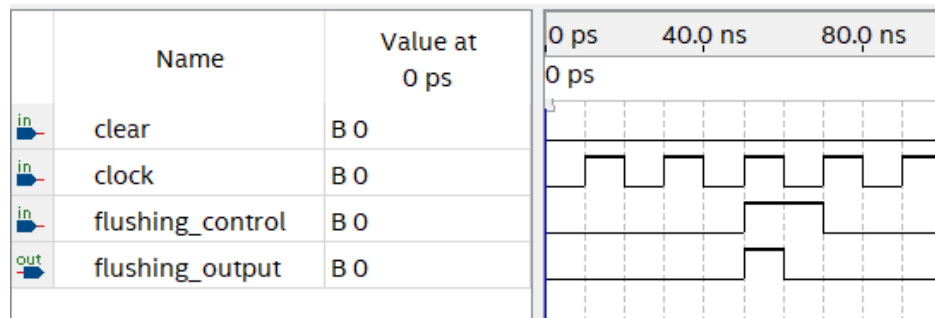 Name
Value at
0 ps
0 ps 40.0 ns 80.0 ns
0 ps
in clear B 0
in clock B 0
in flushing_control B 0
out flushing_output B 0